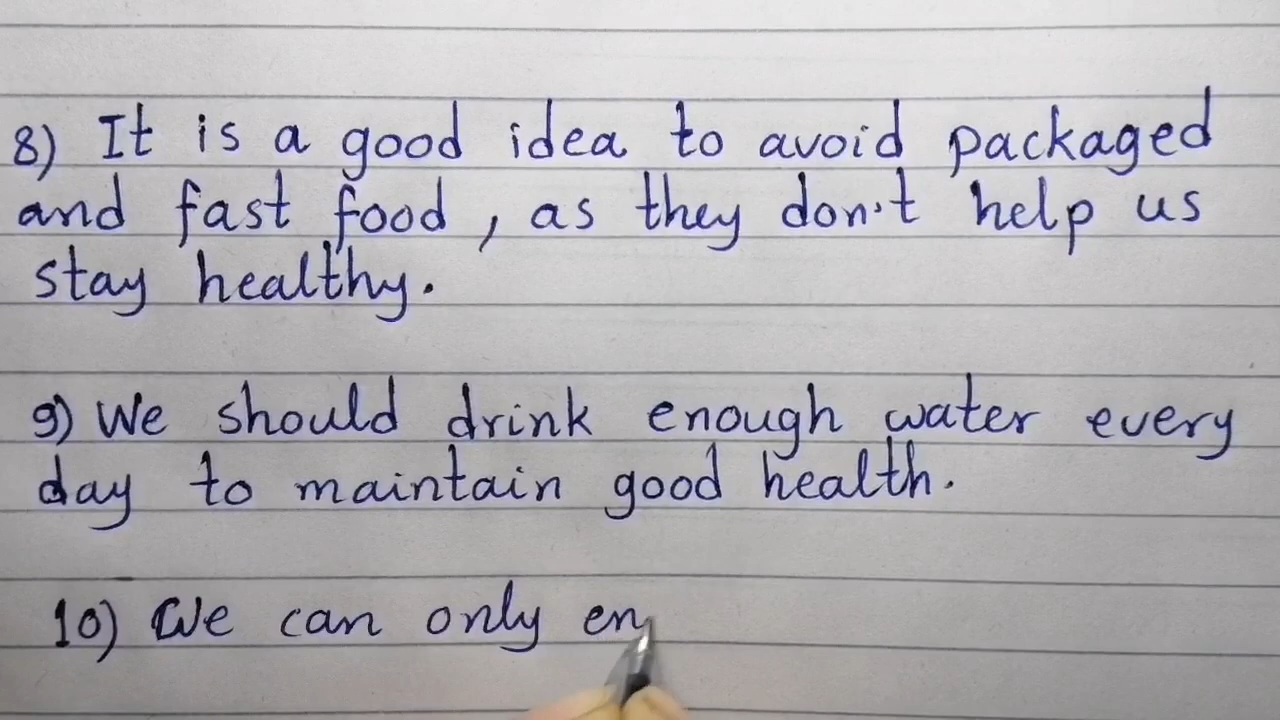 8) It is a good idea to avoid packaged
and fast food, as they don't help us
stay healthy.
9) We should drink enough water every
day to maintain good health.
10) We can only en